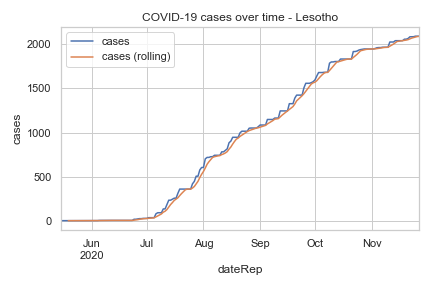 COVID-19 cases over time - Lesotho
cases
cases (rolling)
2000
1500
1000
500
0
cases
Jun Jul Aug Sep Oct Nov
2020
dateRep